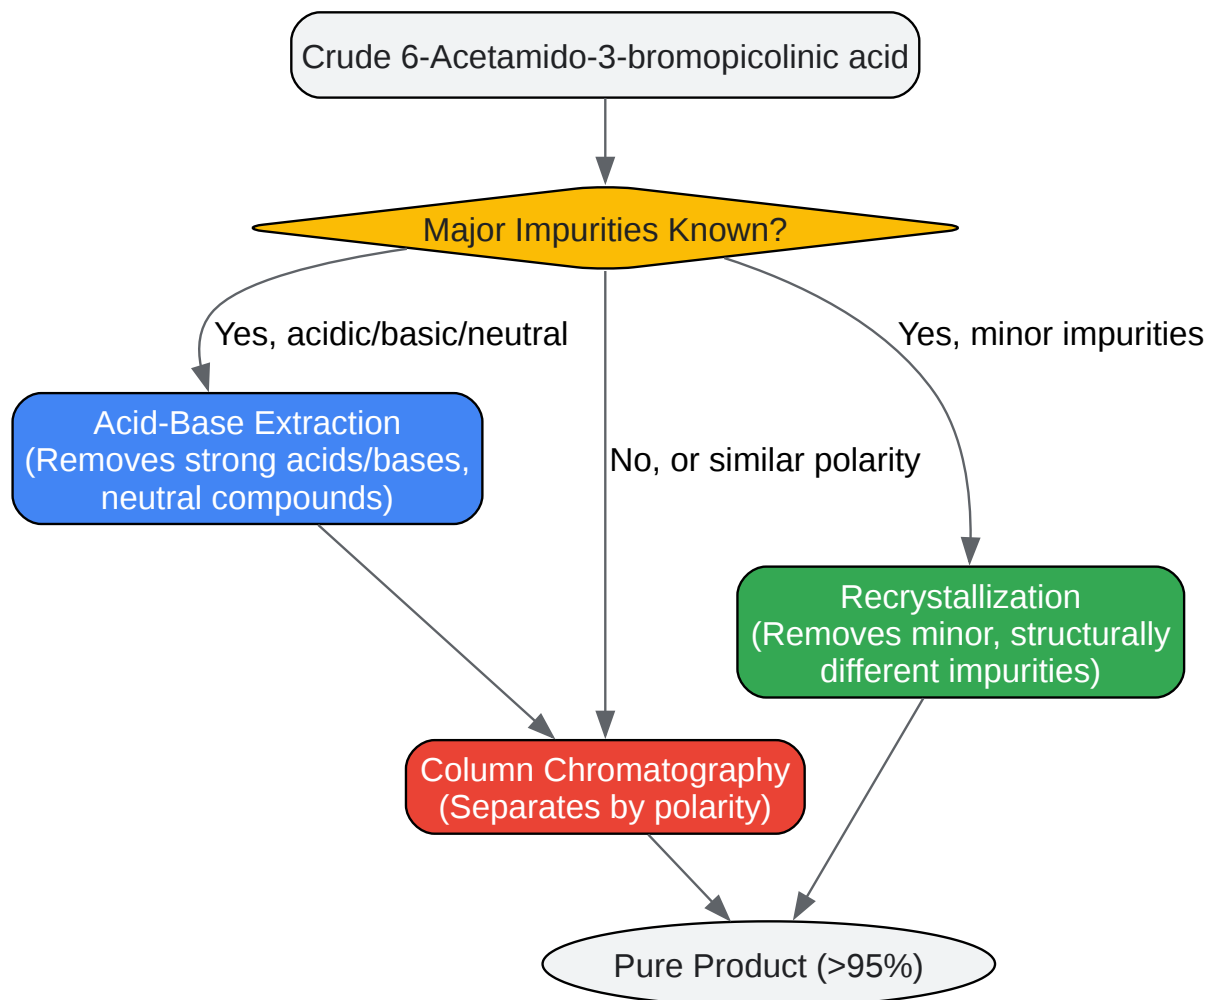 Crude 6-Acetamido-3-bromopicolinic acid
Major Impurities Known?
Yes, acidic/basic/neutral
Yes, minor impurities
Acid-Base Extraction
(Removes strong acids/bases,
neutral compounds)
No, or similar polarity
Recrystallization
(Removes minor, structurally
different impurities)
Column Chromatography
(Separates by polarity)
Pure Product (>95%)